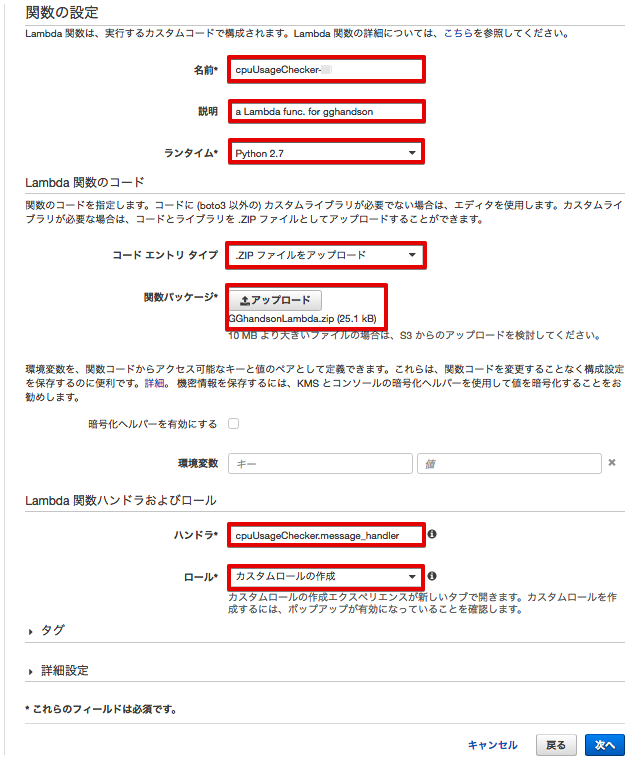 関数の設定
Lambda 関数は、実行するカスタムコードで構成されます。Lambda 関数の詳細については、こちらを参照してください。
名前* cpuUsageChecker-
説明 a Lambda func. for gghandson
ランタイム* Python 2.7
Lambda 関数のコード
関数のコードを指定します。コードに (boto3 以外の) カスタムライブラリが必要でない場合は、エディタを使用します。カスタムライ
ブラリが必要な場合は、コードとライブラリを .ZIP ファイルとしてアップロードすることができます。
コード エントリ タイプ .ZIP ファイルをアップロード
関数パッケージ* アップロード
GGhandsonLambda.zip (25.1 kB)
10 MB より大きいファイルの場合は、S3 からのアップロードを検討してください。
環境変数を、関数コードからアクセス可能なキーと値のペアとして定義できます。これらは、関数コードを変更することなく構成設定
を保存するのに便利です。詳細。 機密情報を保存するには、KMS とコンソールの暗号化ヘルパーを使用して値を暗号化することをお
勧めします。
暗号化ヘルパーを有効にする
環境変数 キー 値
Lambda 関数ハンドラおよびロール
ハンドラ* cpuUsageChecker.message_handler
ロール* カスタムロールの作成
カスタムロールの作成エクスペリエンスが新しいタブで開きます。カスタムロールを作
成するには、ポップアップが有効になっていることを確認します。
タグ
詳細設定
* これらのフィールドは必須です。
キャンセル 戻る 次へ